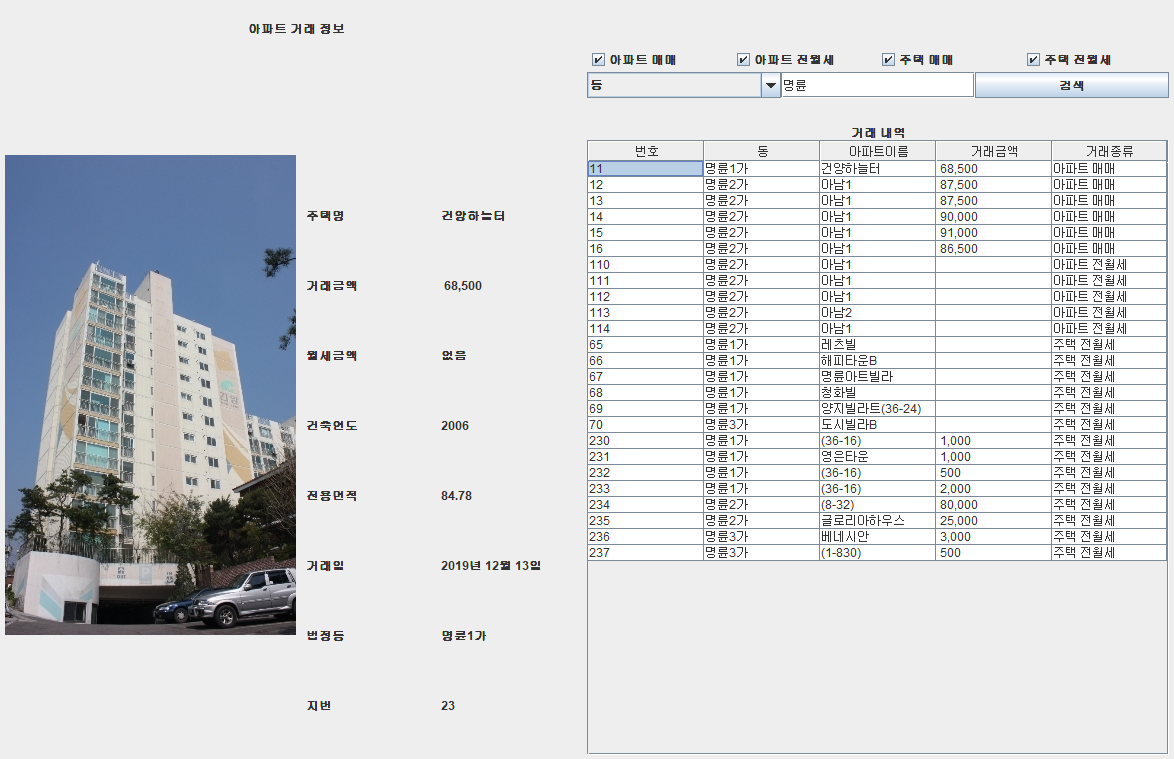 아파트 거래 정보
주택명 건양하늘터
거래금액 68,500
월세금액 없음
건축연도 2006
전용면적 84.78
거래일 2019년 12월 13일
법정동 명륜1가
지번 23
아파트 매매 아파트 전월세 주택 매매 주택 전월세
동 명륜 검색
거래 내역
번호 동 아파트이름 거래금액 거래종류
11 명륜1가 건양하늘터 68,500 아파트 매매
12 명륜2가 아남1 87,500 아파트 매매
13 명륜2가 아남1 87,500 아파트 매매
14 명륜2가 아남1 90,000 아파트 매매
15 명륜2가 아남1 91,000 아파트 매매
16 명륜2가 아남1 86,500 아파트 매매
110 명륜2가 아남1 아파트 전월세
111 명륜2가 아남1 아파트 전월세
112 명륜2가 아남1 아파트 전월세
113 명륜2가 아남2 아파트 전월세
114 명륜2가 아남1 아파트 전월세
65 명륜1가 레츠빌 주택 전월세
66 명륜1가 해피타운B 주택 전월세
67 명륜1가 명륜아트빌라 주택 전월세
68 명륜1가 청화빌 주택 전월세
69 명륜1가 양지빌라트(36-24) 주택 전월세
70 명륜3가 도시빌라B 주택 전월세
230 명륜1가 (36-16) 1,000 주택 전월세
231 명륜1가 영은타운 1,000 주택 전월세
232 명륜1가 (36-16) 500 주택 전월세
233 명륜1가 (36-16) 2,000 주택 전월세
234 명륜2가 (8-32) 80,000 주택 전월세
235 명륜2가 글로리아하우스 25,000 주택 전월세
236 명륜3가 베네시안 3,000 주택 전월세
237 명륜3가 (1-830) 500 주택 전월세